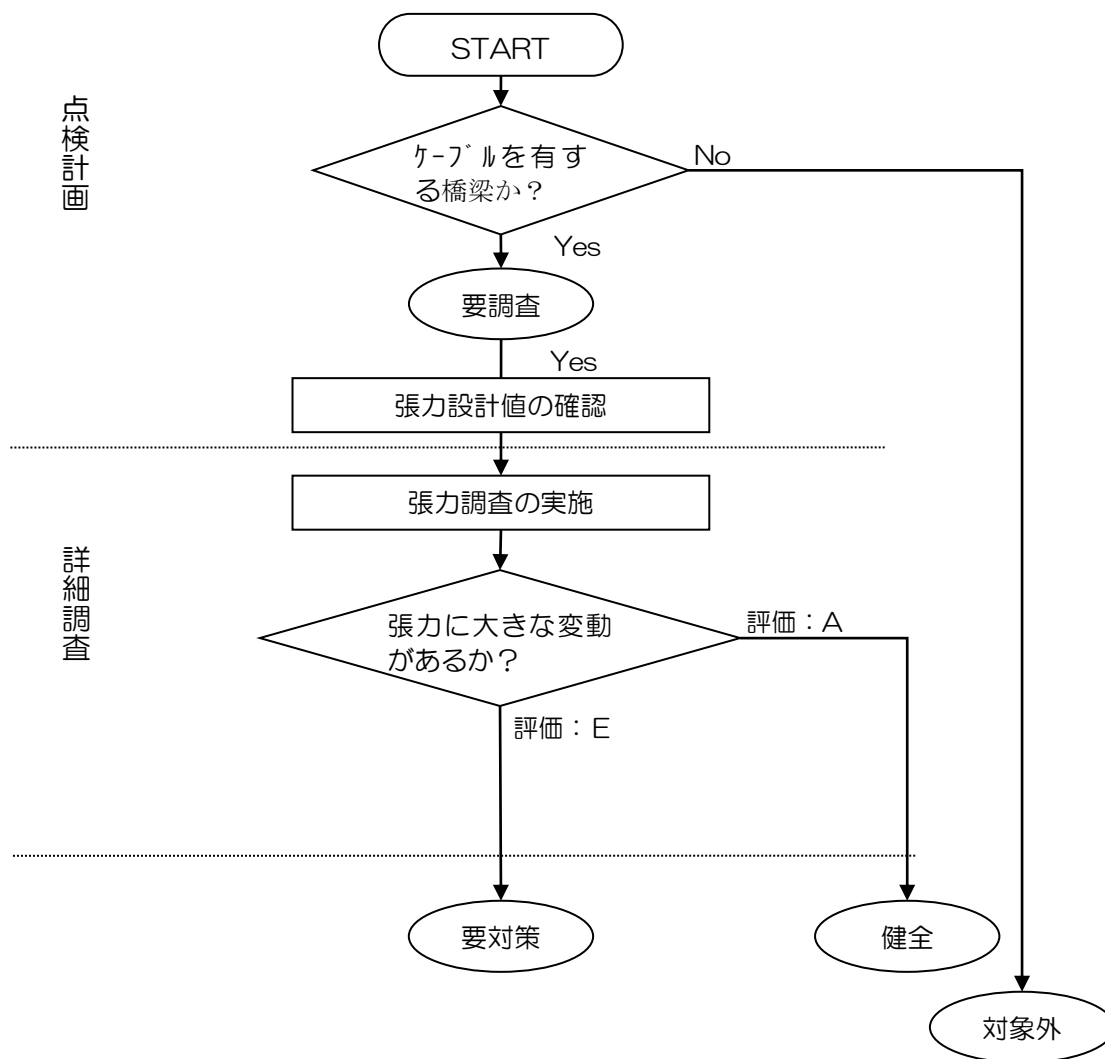 START
点検計画
ｹｰﾌﾞﾙを有す
る橋梁か？
No
Yes
要調査
Yes
張力設計値の確認
張力調査の実施
詳細調査
張力に大きな変動
があるか？
評価：A
評価：E
要対策
健全
対象外